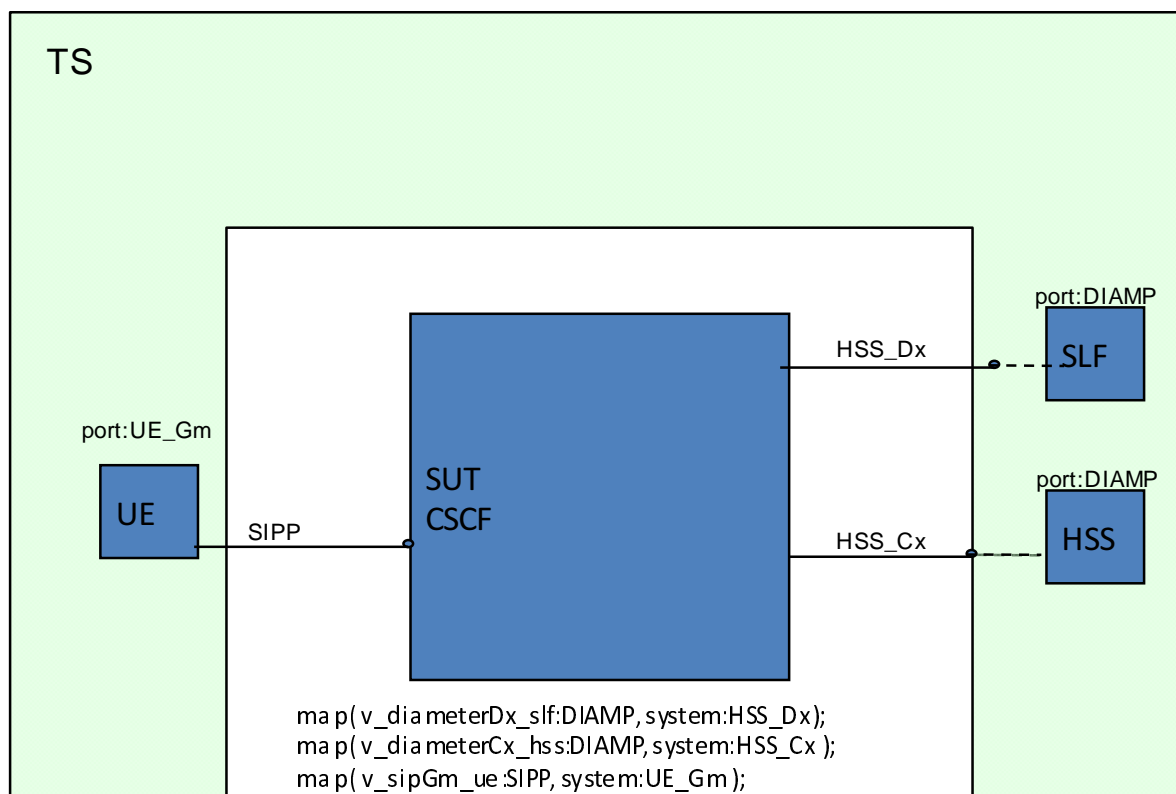 TS
port:DIAMP
HSS_Dx
SLF
port:UE_Gm
SUT
CSCF
port:DIAMP
UE
SIPP
HSS_Cx
HSS
map(v_diameterDx_slf:DIAMP, system:HSS_Dx);
map(v_diameterCx_hss:DIAMP, system:HSS_Cx );
map(v_sipGm_ue:SIPP, system:UE_Gm);